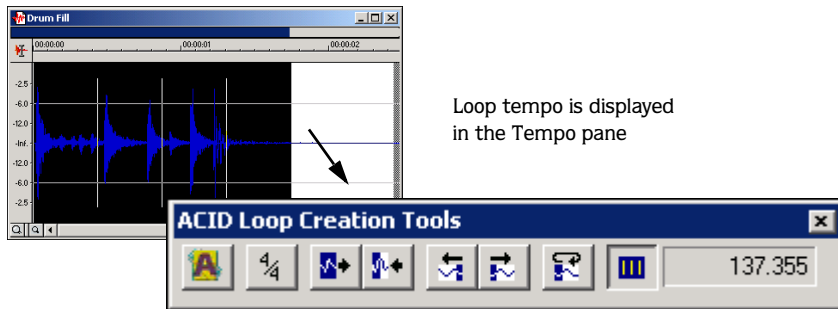 Drum Fill
00:00:00 00:00:01 00:00:02
-2.5
-6.0
-12.0
-Inf.
-12.0
-6.0
-2.5
Loop tempo is displayed
in the Tempo pane
ACID Loop Creation Tools
4/4 137.355